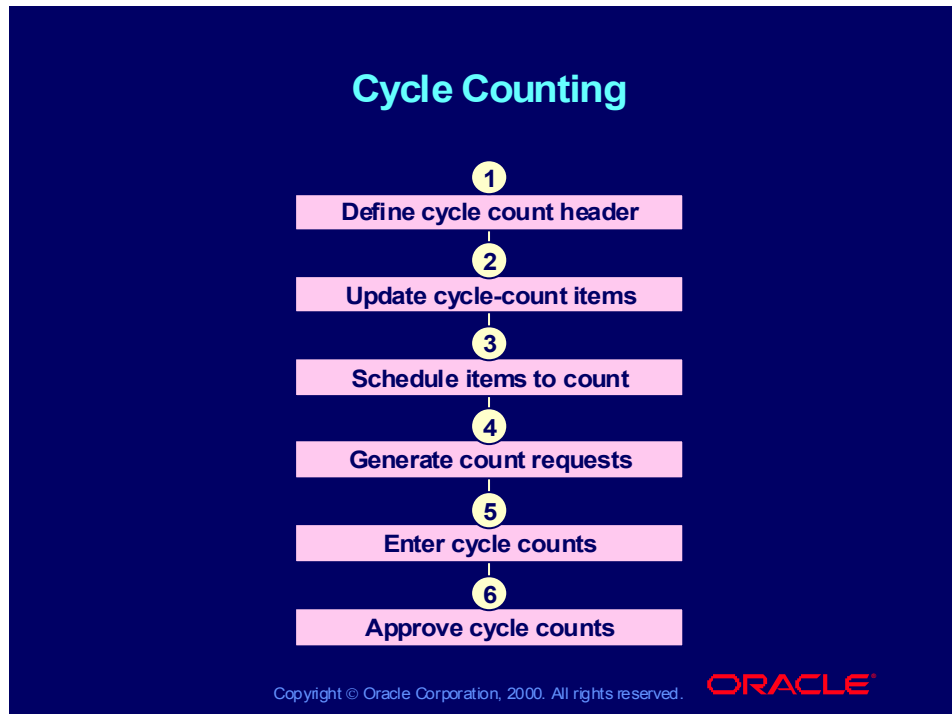 Cycle Counting
1
Define cycle count header
2
Update cycle-count items
3
Schedule items to count
4
Generate count requests
5
Enter cycle counts
6
Approve cycle counts
Copyright © Oracle Corporation, 2000. All rights reserved.
ORACLE®